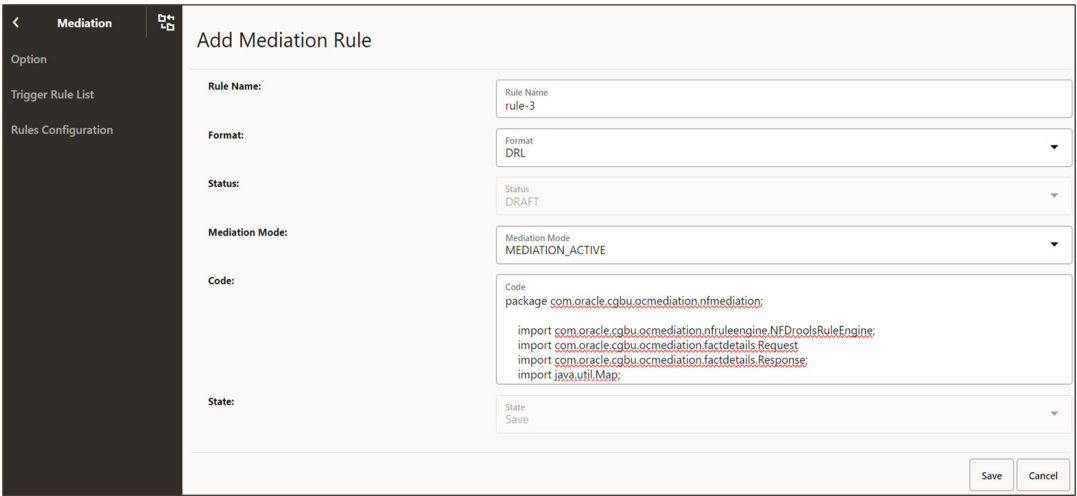 Mediation
Option
Trigger Rule List
Rules Configuration
Add Mediation Rule
Rule Name:
Rule Name
rule-3
Format:
Format
DRL
Status:
Status
DRAFT
Mediation Mode:
Mediation Mode
MEDIATION_ACTIVE
Code:
Code
package com.oracle.cgbu.ocmediation.nfmediation;
import com.oracle.cgbu.ocmediation.nfruleengine.NFDroolsRuleEngine;
import com.oracle.cgbu.ocmediation.factdetails.Request
import com.oracle.cgbu.ocmediation.factdetails.Response;
import java.util.Map;
State:
State
Save
Save Cancel